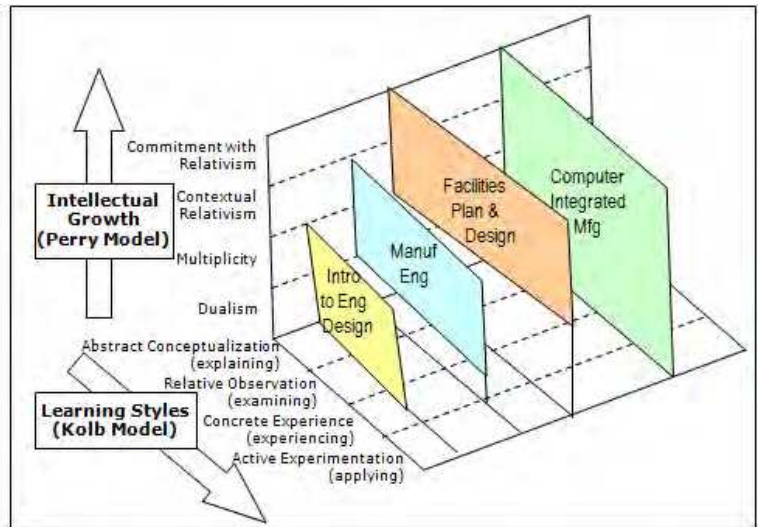 Commitment with
Relativism
Contextual
Relativism
Multiplicity
Dualism
Intellectual
Growth
(Perry Model)
Abstract Conceptualization
(explaining)
Relative Observation
(examining)
Concrete Experience
(experiencing)
Active Experimentation
(applying)
Learning Styles
(Kolb Model)
Intro
to Eng
Design
Manuf
Eng
Facilities
Plan &
Design
Computer
Integrated
Mfg